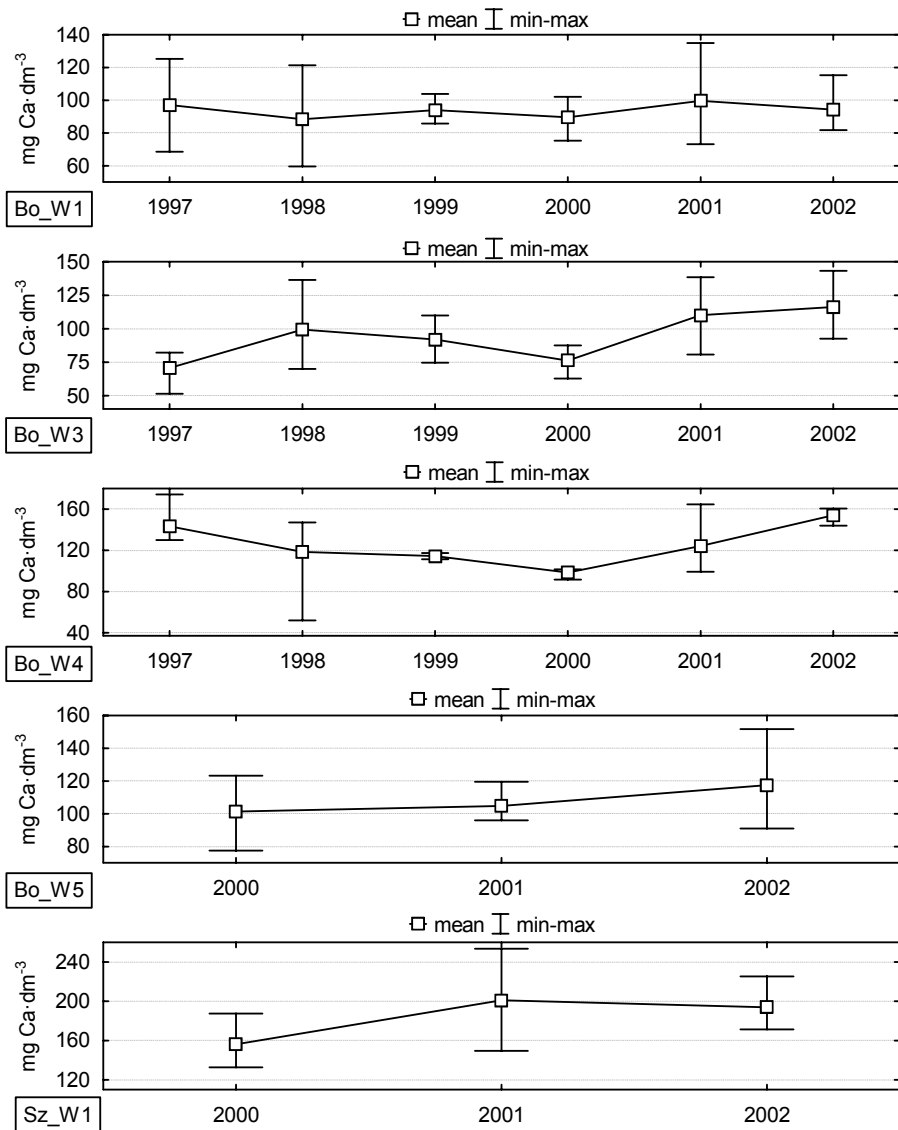 mean min-max
140
120
100
80
60
mg Ca·dm⁻³
Bo_W1
1997 1998 1999 2000 2001 2002
mean min-max
150
125
100
75
50
mg Ca·dm⁻³
Bo_W3
1997 1998 1999 2000 2001 2002
mean min-max
160
120
80
40
mg Ca·dm⁻³
Bo_W4
1997 1998 1999 2000 2001 2002
mean min-max
160
140
120
100
80
mg Ca·dm⁻³
Bo_W5
2000 2001 2002
mean min-max
240
200
160
120
mg Ca·dm⁻³
Sz_W1
2000 2001 2002